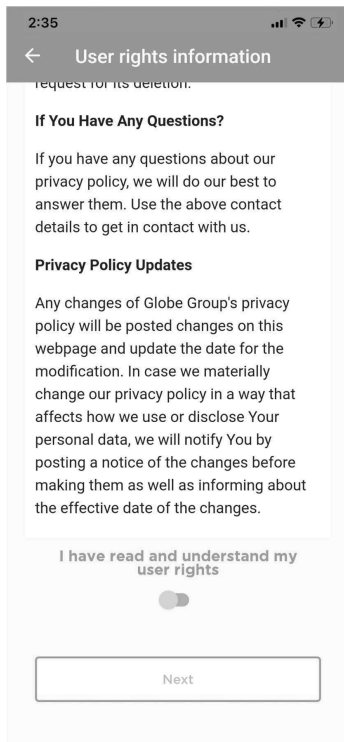 2:35
User rights information
request for its deletion.
If You Have Any Questions?
If you have any questions about our
privacy policy, we will do our best to
answer them. Use the above contact
details to get in contact with us.
Privacy Policy Updates
Any changes of Globe Group's privacy
policy will be posted changes on this
webpage and update the date for the
modification. In case we materially
change our privacy policy in a way that
affects how we use or disclose Your
personal data, we will notify You by
posting a notice of the changes before
making them as well as informing about
the effective date of the changes.
I have read and understand my
user rights
Next